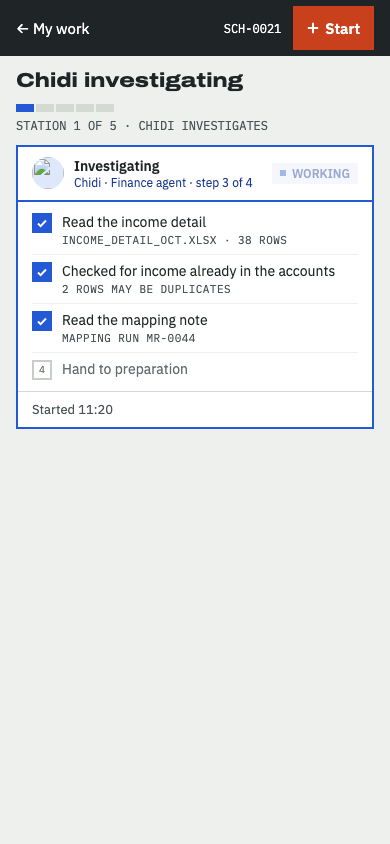 ← My work
SCH-0021
+ Start
Chidi investigating
STATION 1 OF 5 · CHIDI INVESTIGATES
Investigating
Chidi · Finance agent · step 3 of 4
WORKING
Read the income detail
INCOME_DETAIL_OCT.XLSX · 38 ROWS
Checked for income already in the accounts
2 ROWS MAY BE DUPLICATES
Read the mapping note
MAPPING RUN MR-0044
4
Hand to preparation
Started 11:20